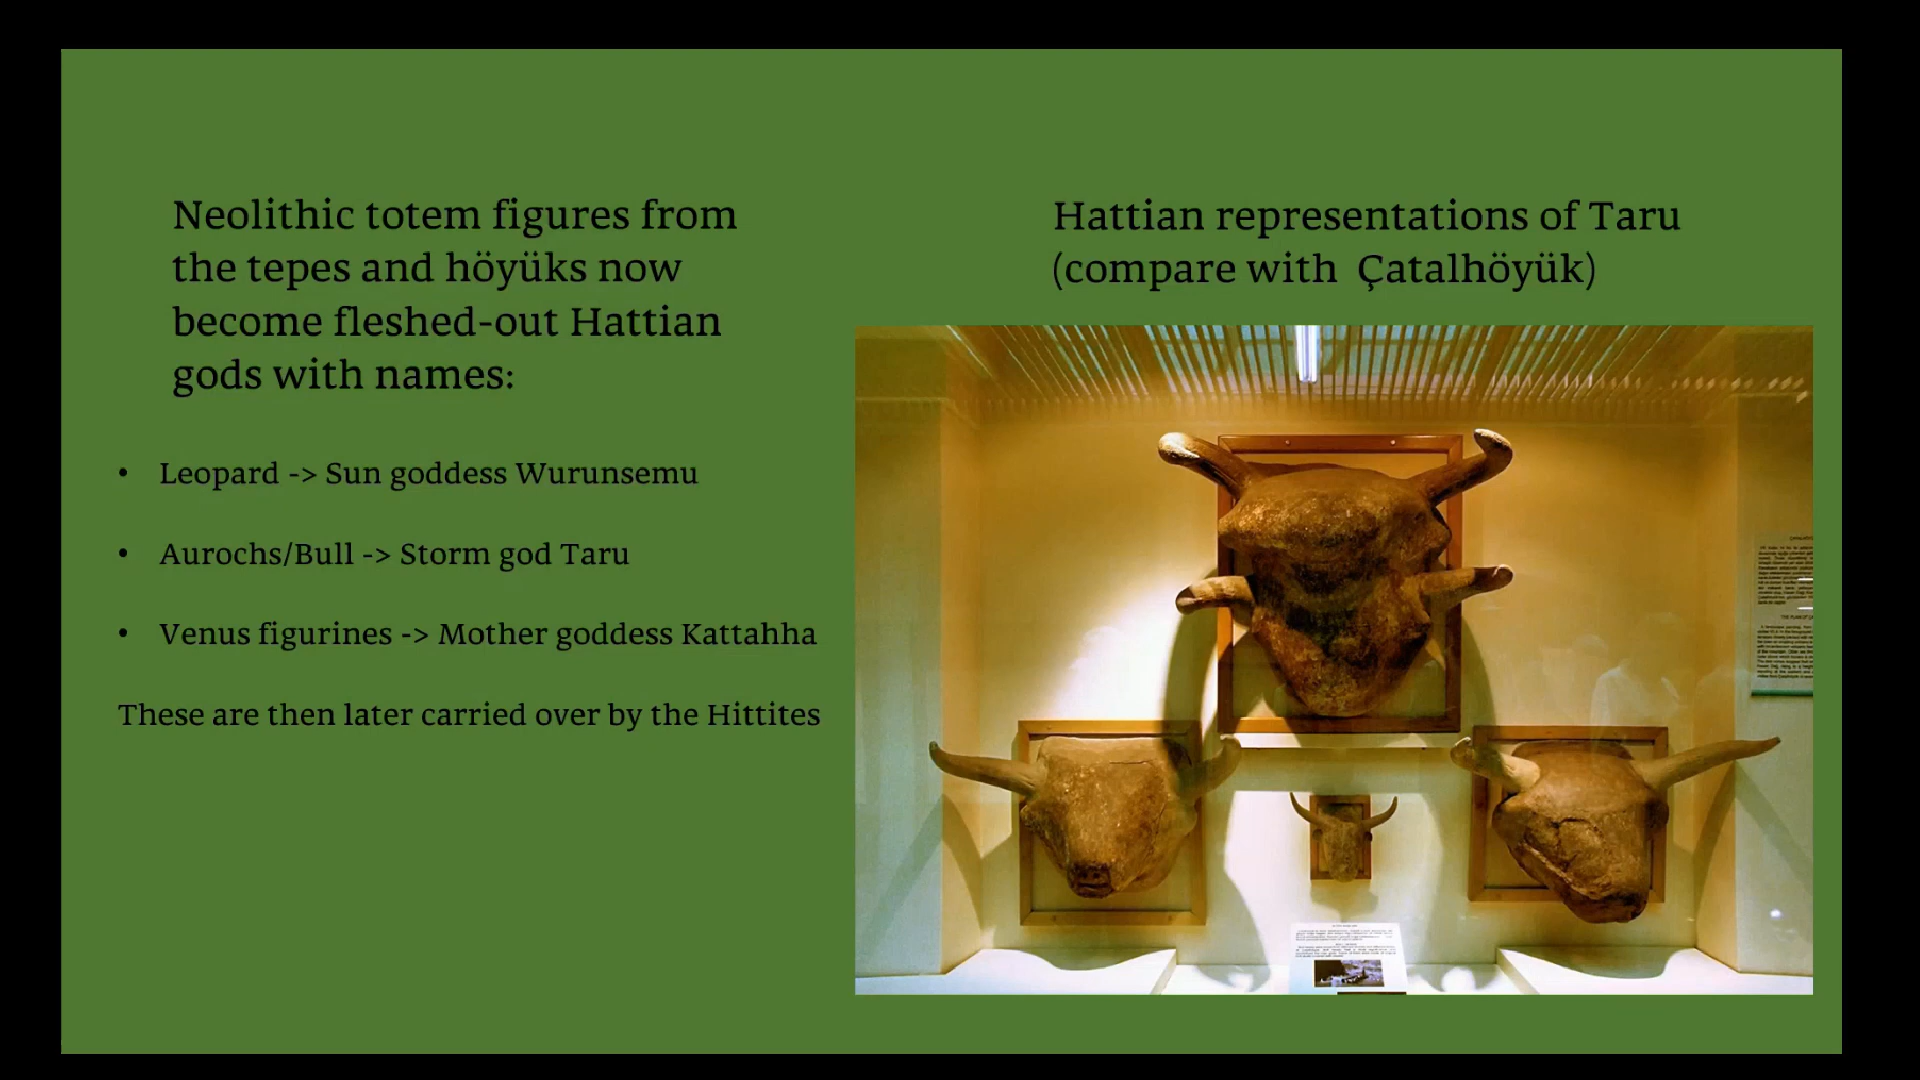 Neolithic totem figures from
the tepes and höyüks now
become fleshed-out Hattian
gods with names:
• Leopard -> Sun goddess Wurunsemu
• Aurochs/Bull -> Storm god Taru
• Venus figurines -> Mother goddess Kattahha
These are then later carried over by the Hittites
Hattian representations of Taru
(compare with Çatalhöyük)